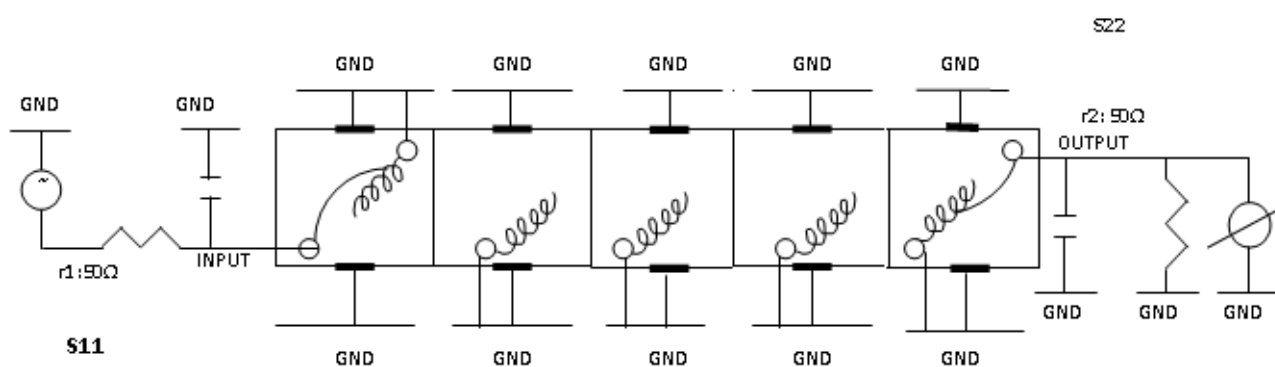 S22
GND GND GND GND GND
GND GND r2: 50Ω
OUTPUT
INPUT
r1:50Ω
GND GND GND
S11 GND GND GND GND GND